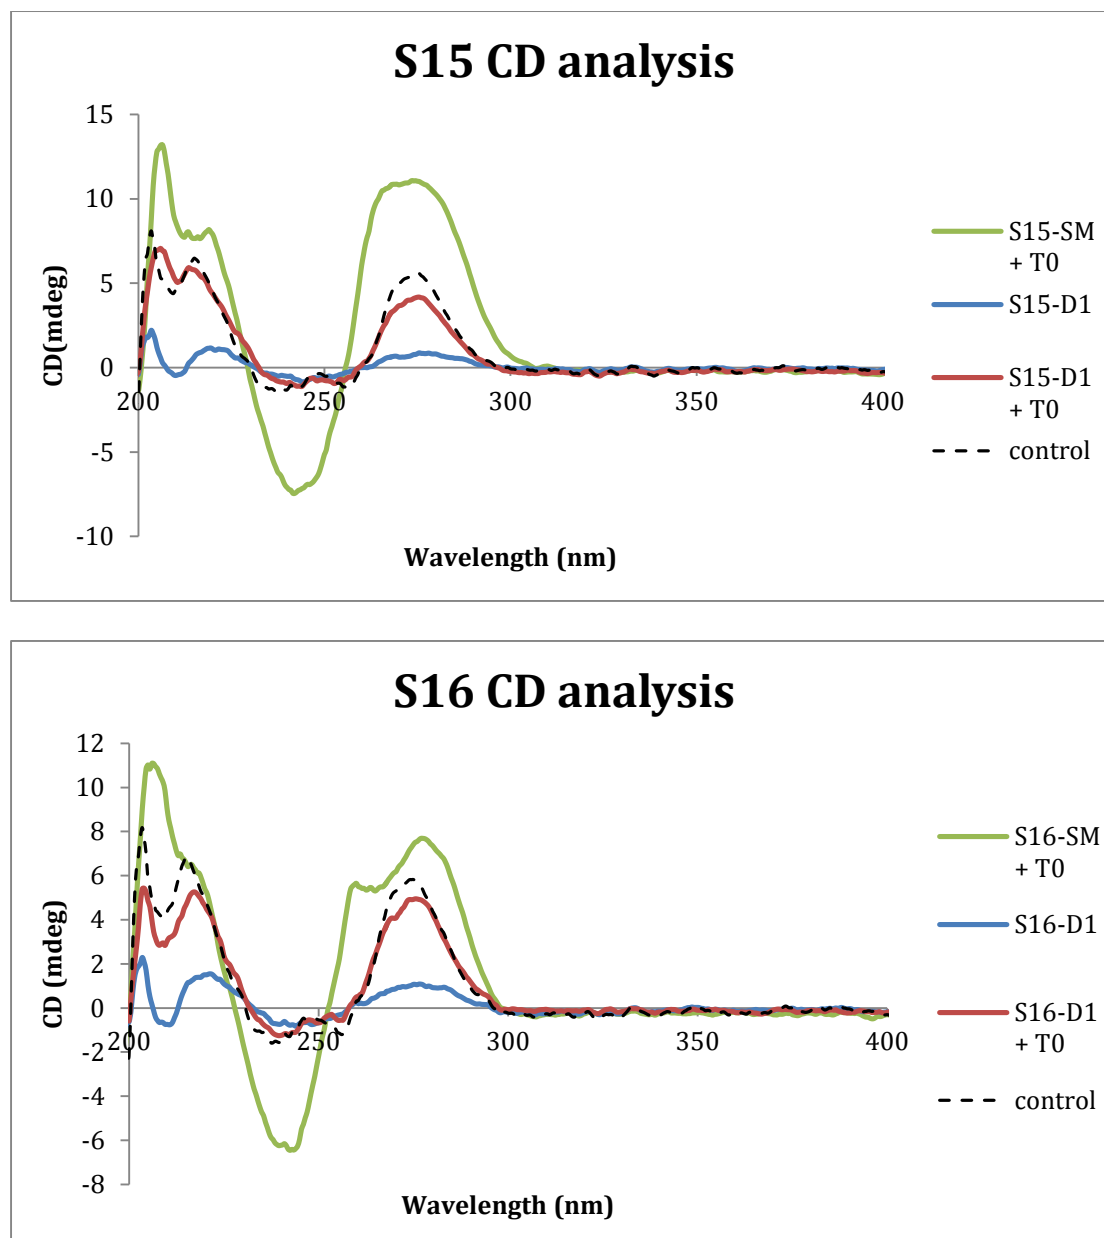 S15 CD analysis
15
10
5
0
-5
-10
200
250
300
350
400
CD(mdeg)
Wavelength (nm)
S15-SM
+ T0
S15-D1
S15-D1
+ T0
control
S16 CD analysis
12
10
8
6
4
2
0
-2
-4
-6
-8
200
250
300
350
400
CD (mdeg)
Wavelength (nm)
S16-SM
+ T0
S16-D1
S16-D1
+ T0
control